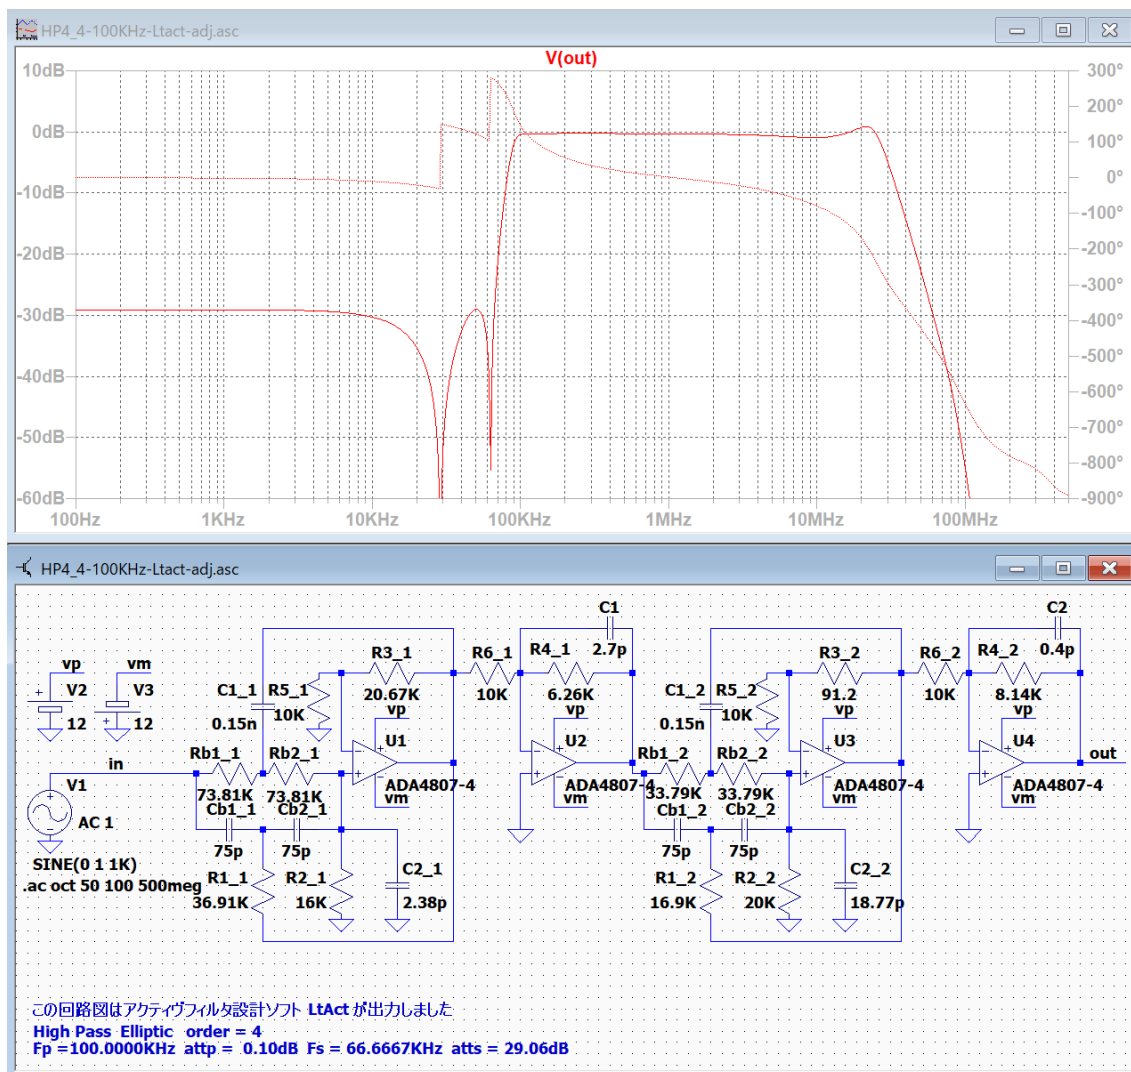 HP4_4-100KHz-Ltact-adj.asc
V(out)
10dB
0dB
-10dB
-20dB
-30dB
-40dB
-50dB
-60dB
300°
200°
100°
0°
-100°
-200°
-300°
-400°
-500°
-600°
-700°
-800°
-900°
100Hz 1KHz 10KHz 100KHz 1MHz 10MHz 100MHz
HP4_4-100KHz-Ltact-adj.asc
vp
V2
12
vm
V3
12
in
V1
AC 1
SINE(0 1 1K)
.ac oct 50 100 500meg
C1_1
0.15n
R5_1
10K
R3_1
20.67K
vp
U1
ADA4807-4
vm
Rb1_1
73.81K
Rb2_1
73.81K
Cb1_1
75p
Cb2_1
75p
R1_1
36.91K
R2_1
16K
C2_1
2.38p
R6_1
10K
C1
2.7p
R4_1
6.26K
vp
U2
ADA4807-4
vm
C1_2
0.15n
R5_2
10K
R3_2
91.2
vp
U3
ADA4807-4
vm
Rb1_2
33.79K
Rb2_2
33.79K
Cb1_2
75p
Cb2_2
75p
R1_2
16.9K
R2_2
20K
C2_2
18.77p
R6_2
10K
C2
0.4p
R4_2
8.14K
vp
U4
ADA4807-4
vm
out
この回路図はアクティヴフィルタ設計ソフト LtAct が出力しました
High Pass Elliptic order = 4
Fp =100.0000KHz attp = 0.10dB Fs = 66.6667KHz atts = 29.06dB